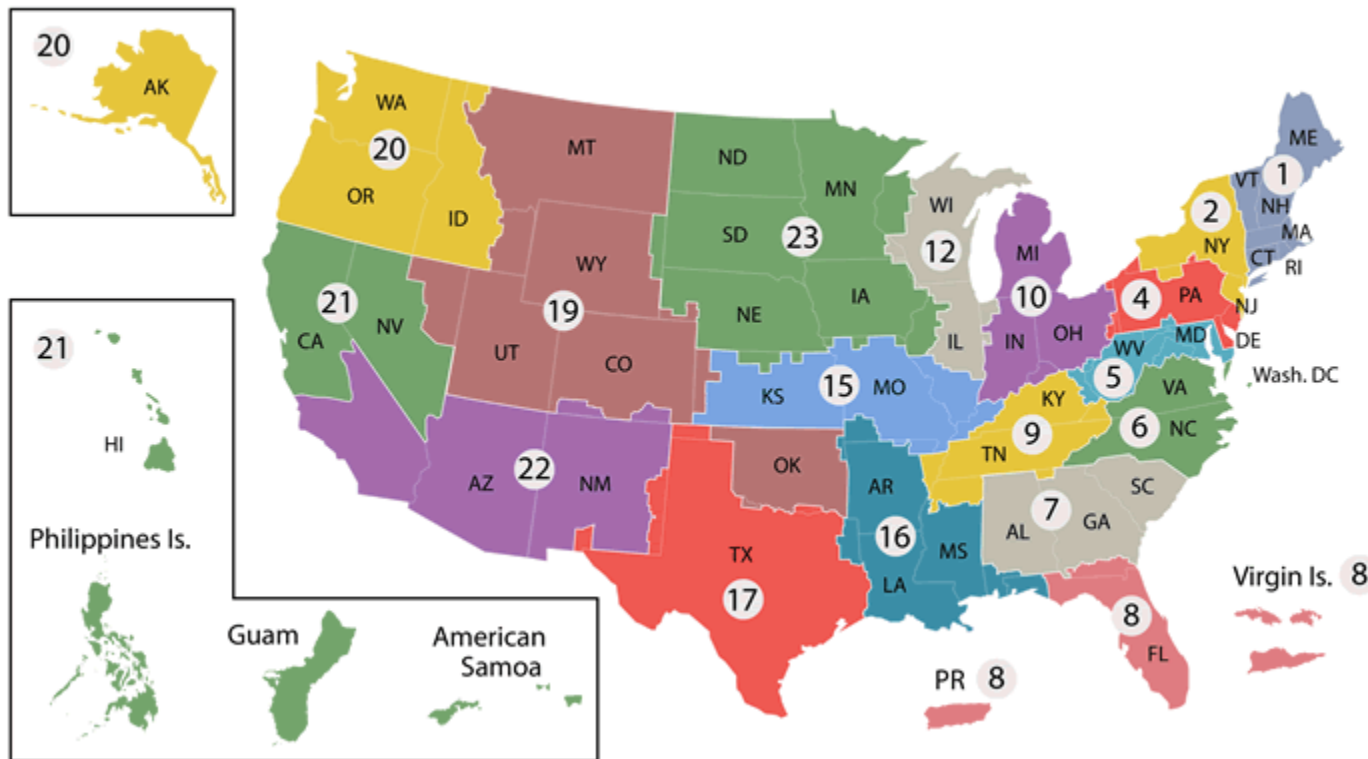 20
AK
WA
20
OR
ID
MT
ND
MN
SD
23
WY
19
NE
IA
WI
12
IL
MI
10
IN
OH
ME
VT
1
NH
MA
CT
RI
2
NY
4
PA
NJ
DE
MD
WV
5
Wash. DC
VA
6
NC
KY
9
TN
21
CA
NV
UT
CO
KS
15
MO
22
AZ
NM
OK
AR
16
MS
LA
TX
17
SC
7
AL
GA
8
FL
Virgin Is. 8
PR 8
21
HI
Philippines Is.
Guam
American
Samoa